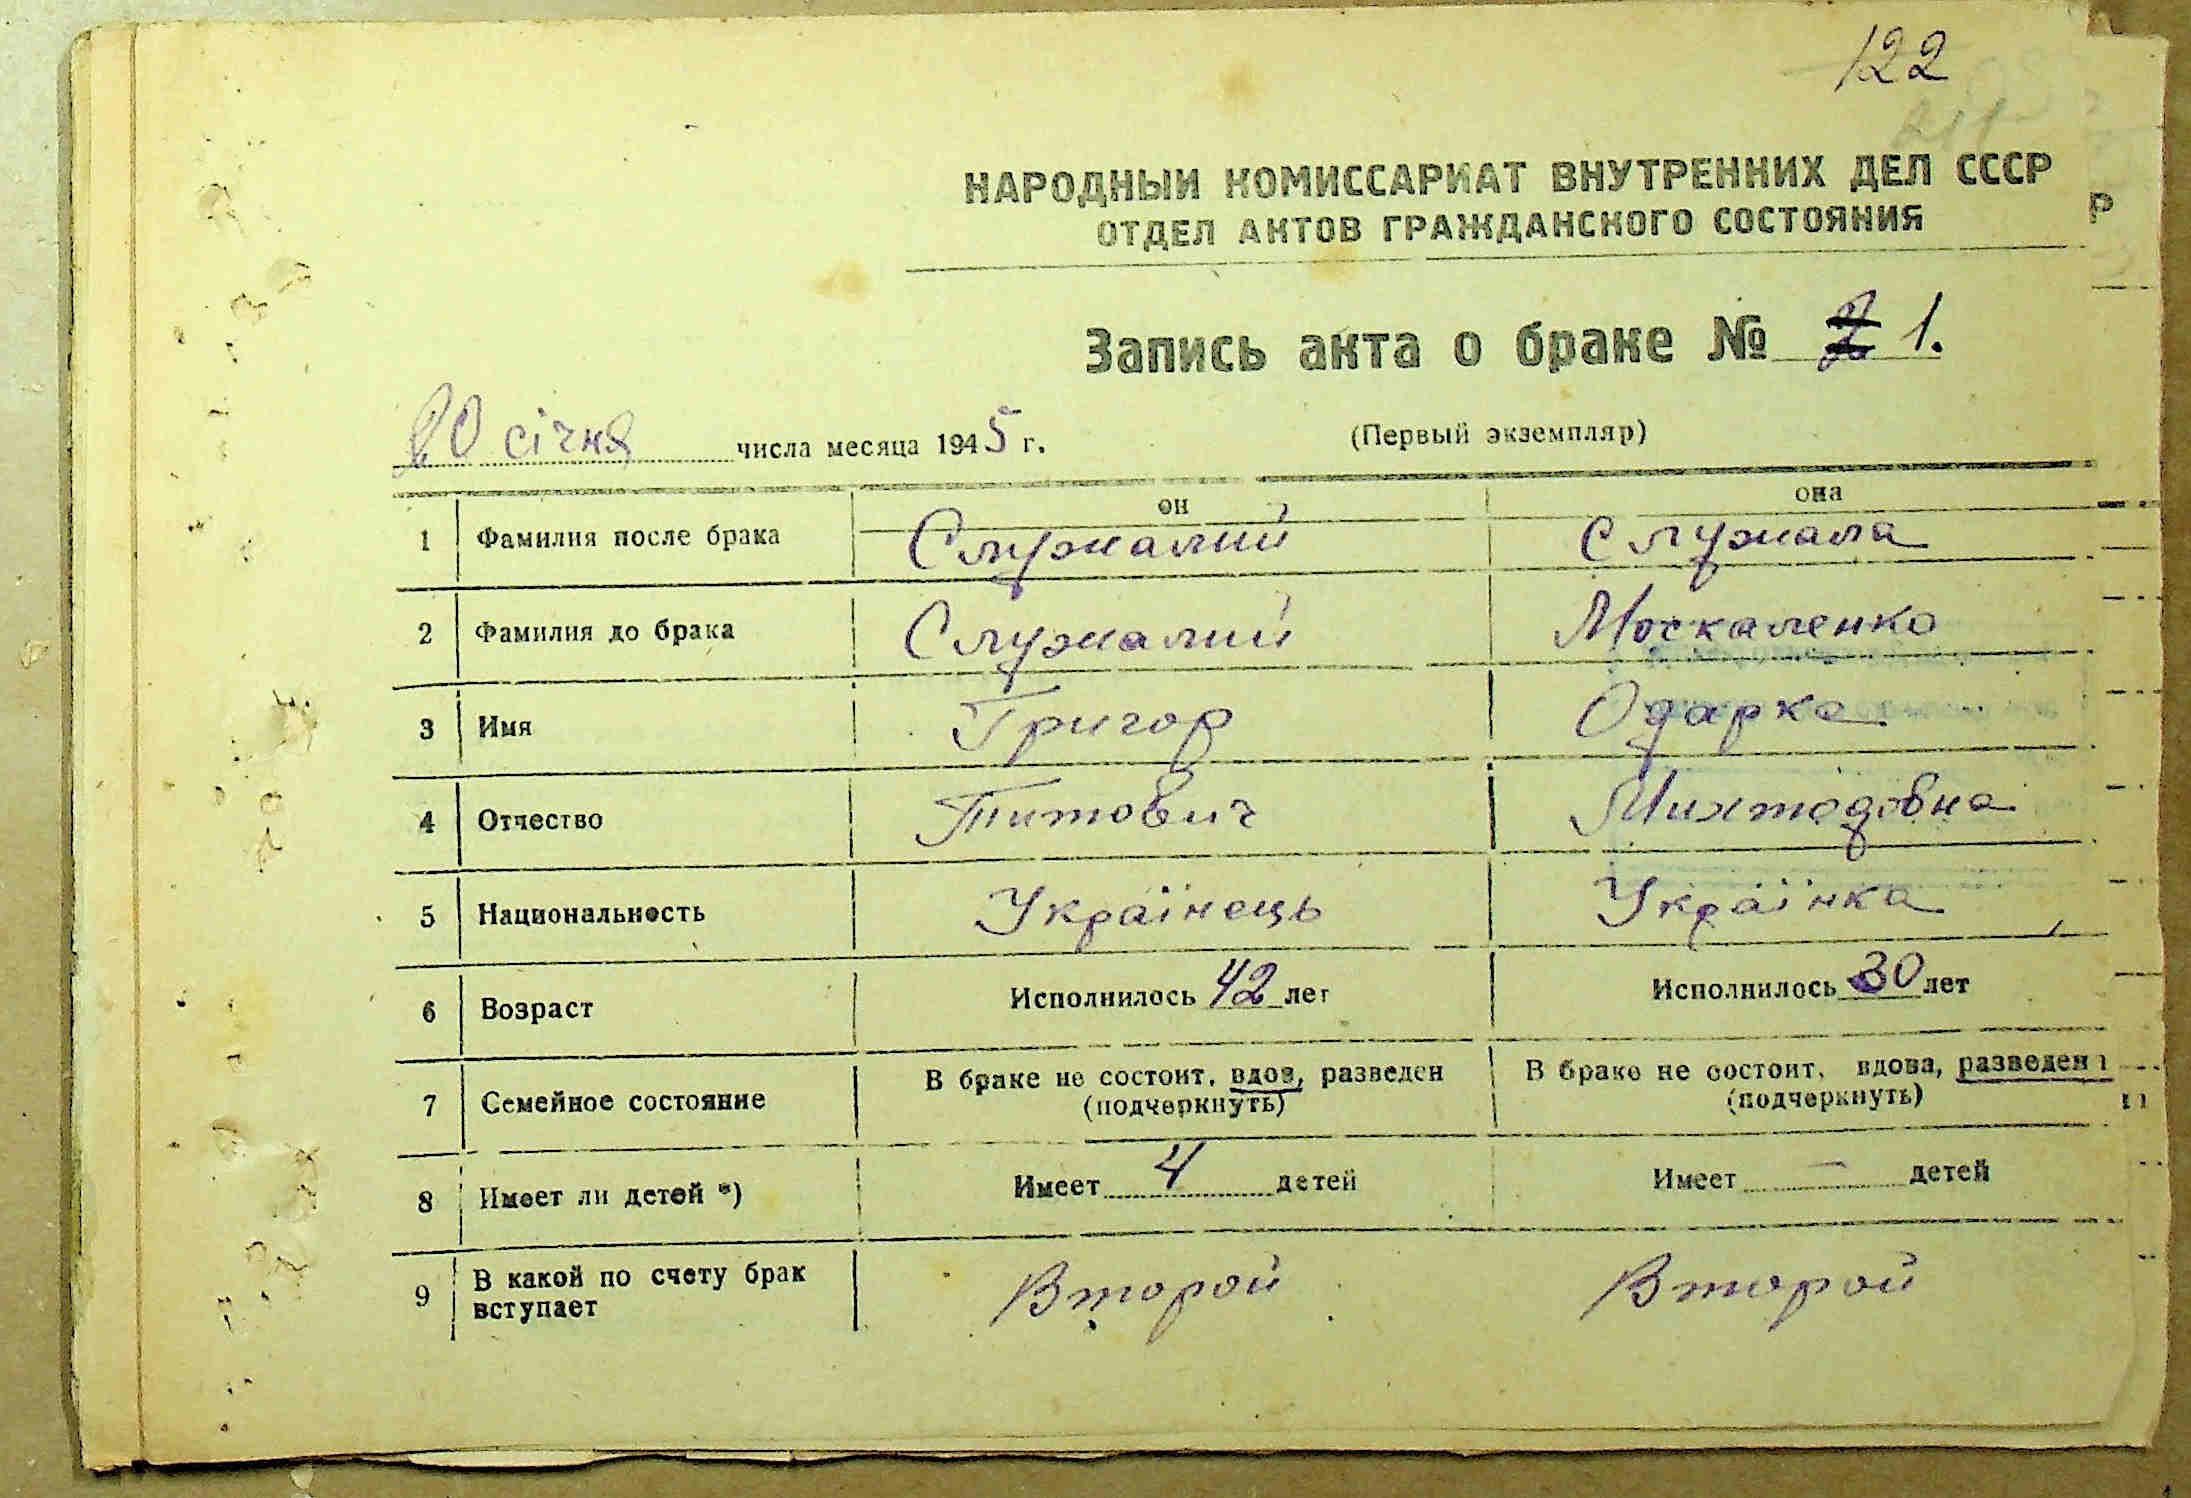 122
НАРОДНЫЙ КОМИССАРИАТ ВНУТРЕННИХ ДЕЛ СССР
ОТДЕЛ АКТОВ ГРАЖДАНСКОГО СОСТОЯНИЯ
Р
Запись акта о браке № 1.
20 січня числа месяца 1945 г. (Первый экземпляр)
он она
1 Фамилия после брака Служалий Служала
2 Фамилия до брака Служалий Москаленко
3 Имя Григор Одарка
4 Отчество Титович Михтодовна
5 Национальность Українець Українка
6 Возраст Исполнилось 42 лет Исполнилось 30 лет
7 Семейное состояние В браке не состоит, вдов, разведен В браке не состоит, вдова, разведена
(подчеркнуть) (подчеркнуть)
8 Имеет ли детей *) Имеет 4 детей Имеет — детей
9 В какой по счету брак
вступает Второй Второй